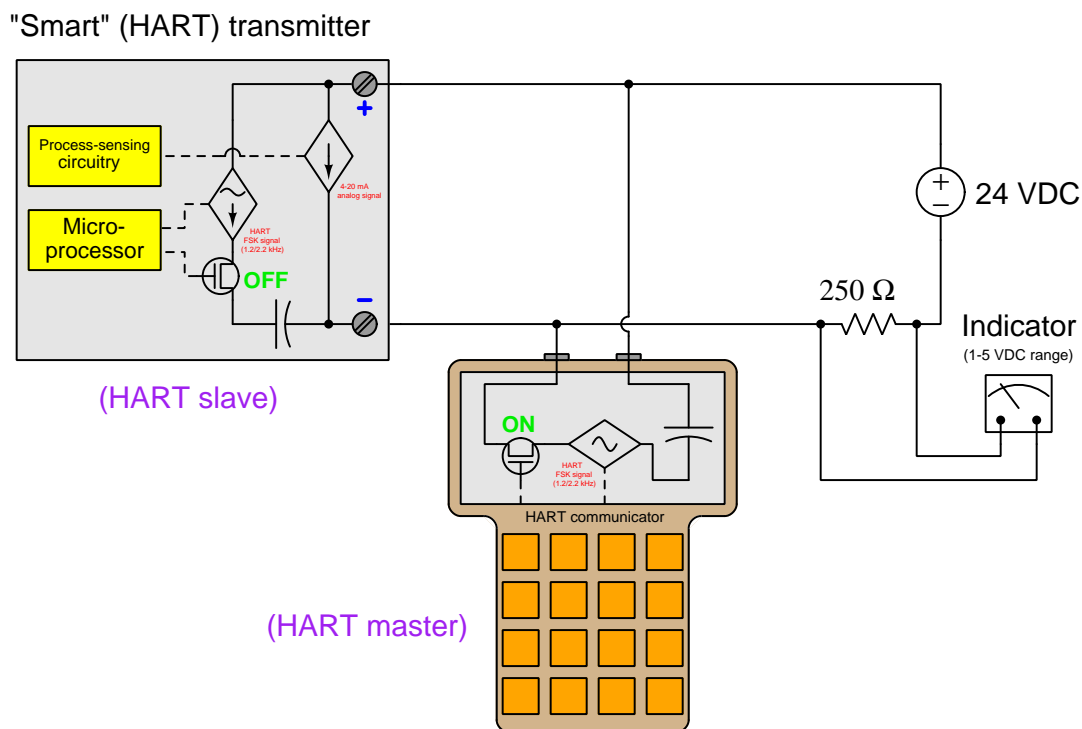 "Smart" (HART) transmitter
Process-sensing
circuitry
Micro-
processor
4-20 mA
analog signal
HART
FSK signal
(1.2/2.2 kHz)
OFF
+
−
(HART slave)
+
−
24 VDC
250 Ω
Indicator
(1-5 VDC range)
ON
HART
FSK signal
(1.2/2.2 kHz)
HART communicator
(HART master)